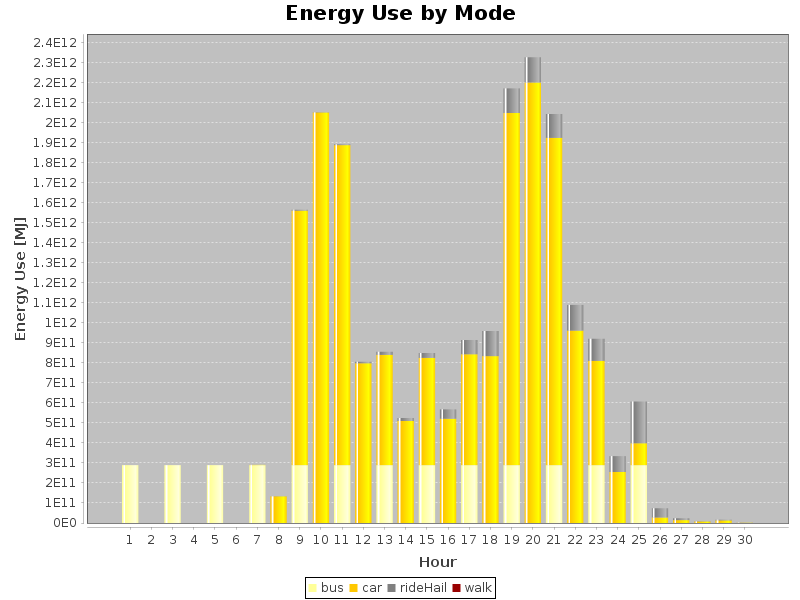 Energy Use by Mode
Energy Use [MJ]
2.4E12
2.3E12
2.2E12
2.1E12
2E12
1.9E12
1.8E12
1.7E12
1.6E12
1.5E12
1.4E12
1.3E12
1.2E12
1.1E12
1E12
9E11
8E11
7E11
6E11
5E11
4E11
3E11
2E11
1E11
0E0
1 2 3 4 5 6 7 8 9 10 11 12 13 14 15 16 17 18 19 20 21 22 23 24 25 26 27 28 29 30
Hour
bus car rideHail walk